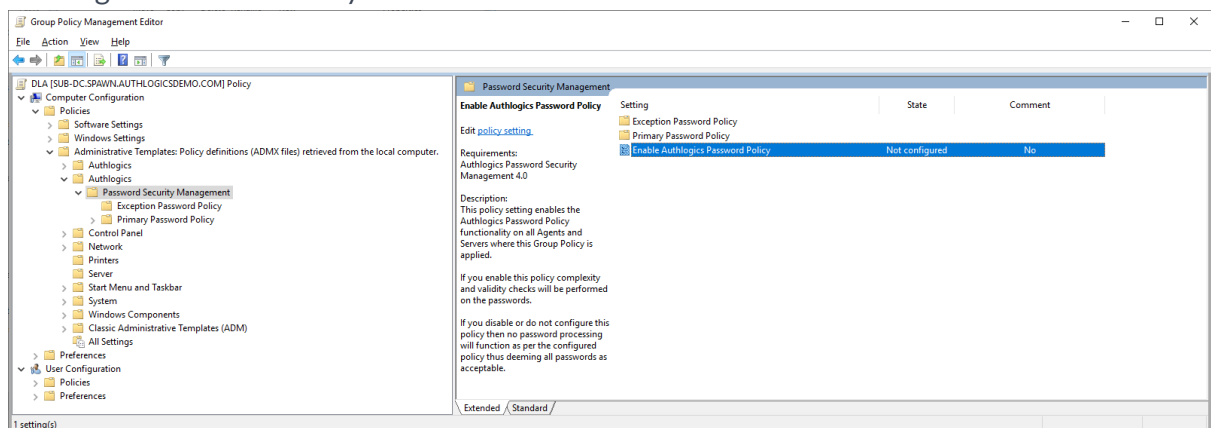 Group Policy Management Editor
File Action View Help
DLA [SUB-DC.SPAWN.AUTHLOGICSDEMO.COM] Policy
Computer Configuration
Policies
Software Settings
Windows Settings
Administrative Templates: Policy definitions (ADMX files) retrieved from the local computer.
Authlogics
Authlogics
Password Security Management
Exception Password Policy
Primary Password Policy
Control Panel
Network
Printers
Server
Start Menu and Taskbar
System
Windows Components
Classic Administrative Templates (ADM)
All Settings
Preferences
User Configuration
Policies
Preferences
Password Security Management
Enable Authlogics Password Policy
Edit policy setting
Requirements:
Authlogics Password Security
Management 4.0
Description:
This policy setting enables the
Authlogics Password Policy
functionality on all Agents and
Servers where this Group Policy is
applied.
If you enable this policy complexity
and validity checks will be performed
on the passwords.
If you disable or do not configure this
policy then no password processing
will function as per the configured
policy thus deeming all passwords as
acceptable.
Setting State Comment
Exception Password Policy
Primary Password Policy
Enable Authlogics Password Policy Not configured No
Extended Standard
1 setting(s)